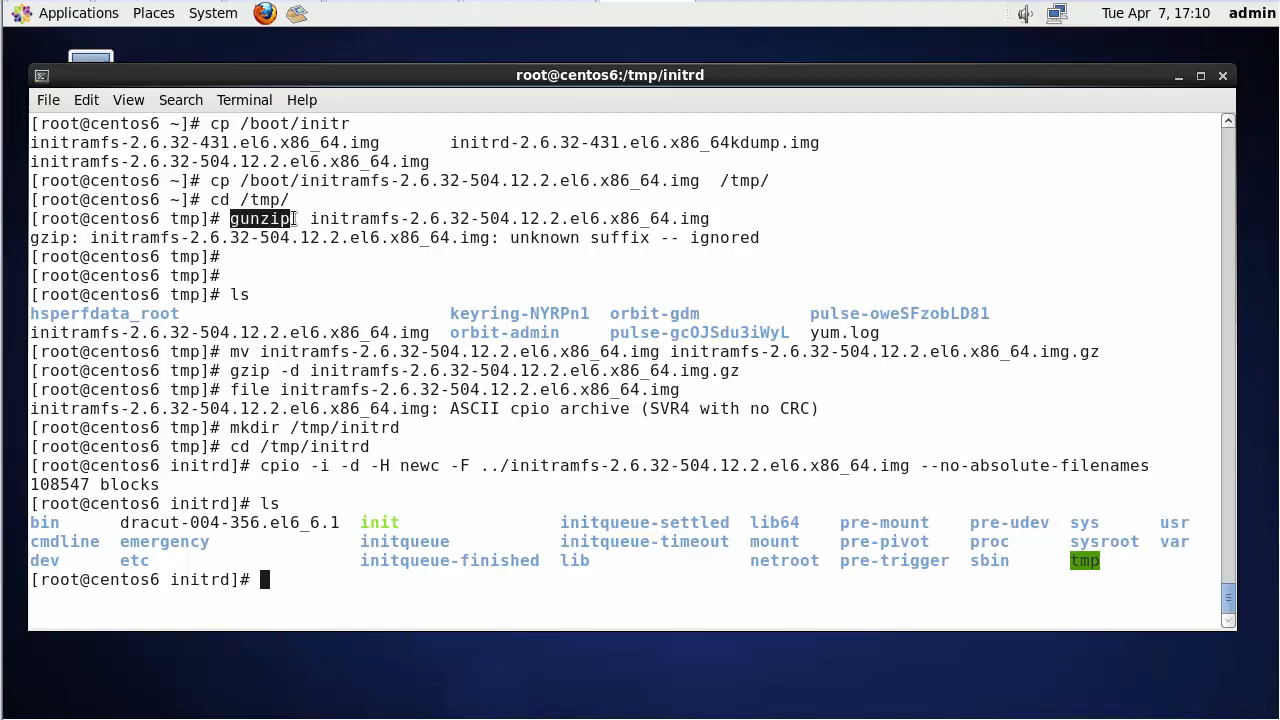 Applications Places System Tue Apr 7, 17:10 admin
root@centos6:/tmp/initrd
File Edit View Search Terminal Help
[root@centos6 ~]# cp /boot/initr
initramfs-2.6.32-431.el6.x86_64.img initrd-2.6.32-431.el6.x86_64kdump.img
initramfs-2.6.32-504.12.2.el6.x86_64.img
[root@centos6 ~]# cp /boot/initramfs-2.6.32-504.12.2.el6.x86_64.img /tmp/
[root@centos6 ~]# cd /tmp/
[root@centos6 tmp]# gunzip initramfs-2.6.32-504.12.2.el6.x86_64.img
gzip: initramfs-2.6.32-504.12.2.el6.x86_64.img: unknown suffix -- ignored
[root@centos6 tmp]#
[root@centos6 tmp]#
[root@centos6 tmp]# ls
hsperfdata_root keyring-NYRPn1 orbit-gdm pulse-oweSFzobLD81
initramfs-2.6.32-504.12.2.el6.x86_64.img orbit-admin pulse-gcOJSdu3iWyL yum.log
[root@centos6 tmp]# mv initramfs-2.6.32-504.12.2.el6.x86_64.img initramfs-2.6.32-504.12.2.el6.x86_64.img.gz
[root@centos6 tmp]# gzip -d initramfs-2.6.32-504.12.2.el6.x86_64.img.gz
[root@centos6 tmp]# file initramfs-2.6.32-504.12.2.el6.x86_64.img
initramfs-2.6.32-504.12.2.el6.x86_64.img: ASCII cpio archive (SVR4 with no CRC)
[root@centos6 tmp]# mkdir /tmp/initrd
[root@centos6 tmp]# cd /tmp/initrd
[root@centos6 initrd]# cpio -i -d -H newc -F ../initramfs-2.6.32-504.12.2.el6.x86_64.img --no-absolute-filenames
108547 blocks
[root@centos6 initrd]# ls
bin dracut-004-356.el6_6.1 init initqueue-settled lib64 pre-mount pre-udev sys usr
cmdline emergency initqueue initqueue-timeout mount pre-pivot proc sysroot var
dev etc initqueue-finished lib netroot pre-trigger sbin tmp
[root@centos6 initrd]#